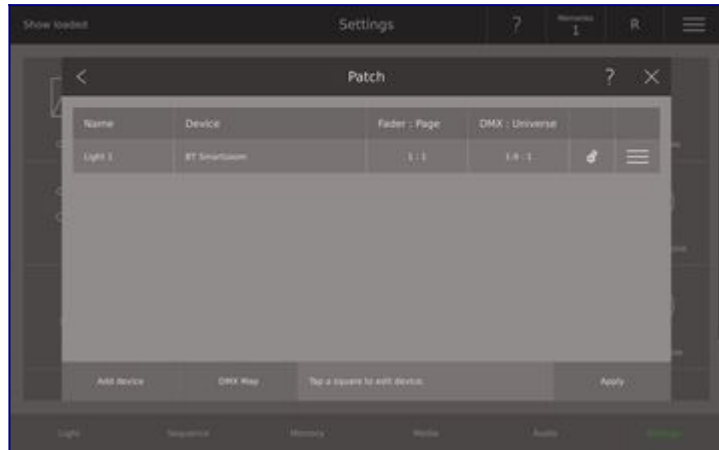 Show loaded Settings ? Memories 1 R
< Patch ? X
Name Device Fader : Page DMX : Universe
Light 1 BT Smartzoom 1 : 1 1.9 : 1
Add device DMX Map Tap a square to edit device. Apply
Light Sequence Memory Media Audio Settings